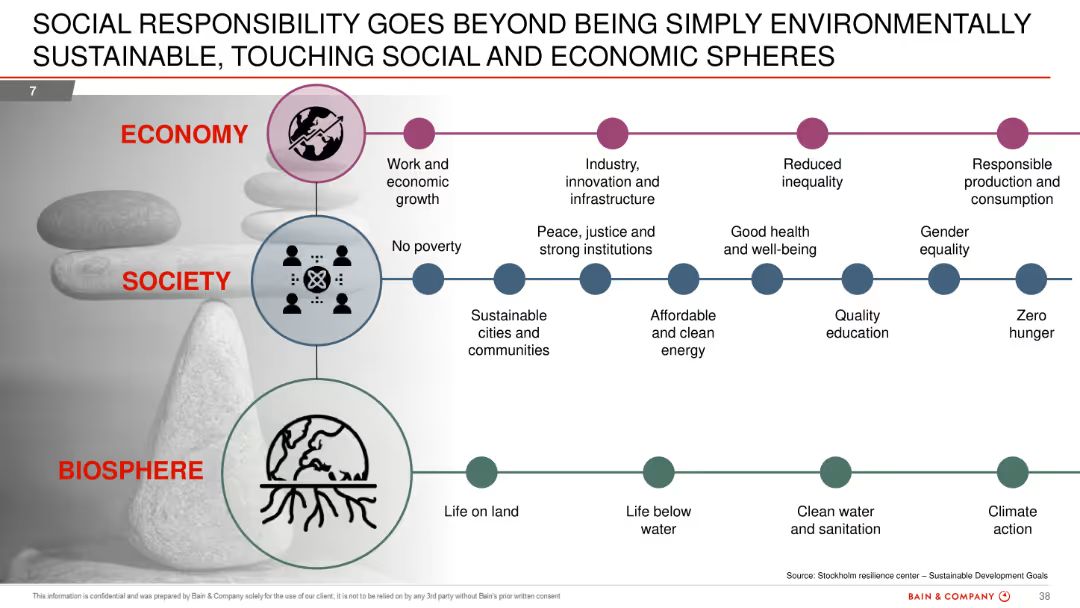 SOCIAL RESPONSIBILITY GOES BEYOND BEING SIMPLY ENVIRONMENTALLY
SUSTAINABLE, TOUCHING SOCIAL AND ECONOMIC SPHERES
7
ECONOMY
Work and
economic
growth
Industry,
innovation and
infrastructure
Reduced
inequality
Responsible
production and
consumption
SOCIETY
No poverty
Sustainable
cities and
communities
Peace, justice and
strong institutions
Affordable
and clean
energy
Good health
and well-being
Quality
education
Gender
equality
Zero
hunger
BIOSPHERE
Life on land
Life below
water
Clean water
and sanitation
Climate
action
Source: Stockholm resilience center – Sustainable Development Goals
This information is confidential and was prepared by Bain & Company solely for the use of our client; it is not to be relied on by any 3rd party without Bain's prior written consent
BAIN & COMPANY
38